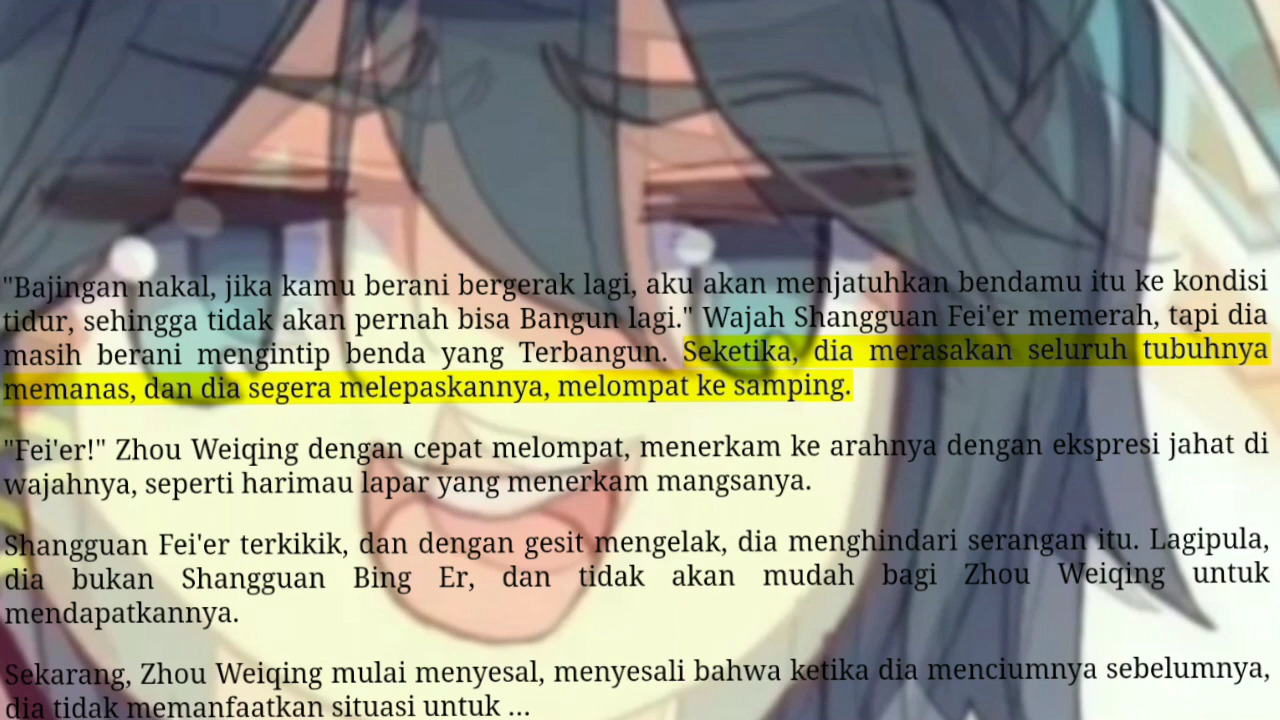 "Bajingan nakal, jika kamu berani bergerak lagi, aku akan menjatuhkan bendamu itu ke kondisi
tidur, sehingga tidak akan pernah bisa Bangun lagi." Wajah Shangguan Fei'er memerah, tapi dia
masih berani mengintip benda yang Terbangun. Seketika, dia merasakan seluruh tubuhnya
memanas, dan dia segera melepaskannya, melompat ke samping.
"Fei'er!" Zhou Weiqing dengan cepat melompat, menerkam ke arahnya dengan ekspresi jahat di
wajahnya, seperti harimau lapar yang menerkam mangsanya.
Shangguan Fei'er terkikik, dan dengan gesit mengelak, dia menghindari serangan itu. Lagipula,
dia bukan Shangguan Bing Er, dan tidak akan mudah bagi Zhou Weiqing untuk
mendapatkannya.
Sekarang, Zhou Weiqing mulai menyesal, menyesali bahwa ketika dia menciumnya sebelumnya,
dia tidak memanfaatkan situasi untuk ...